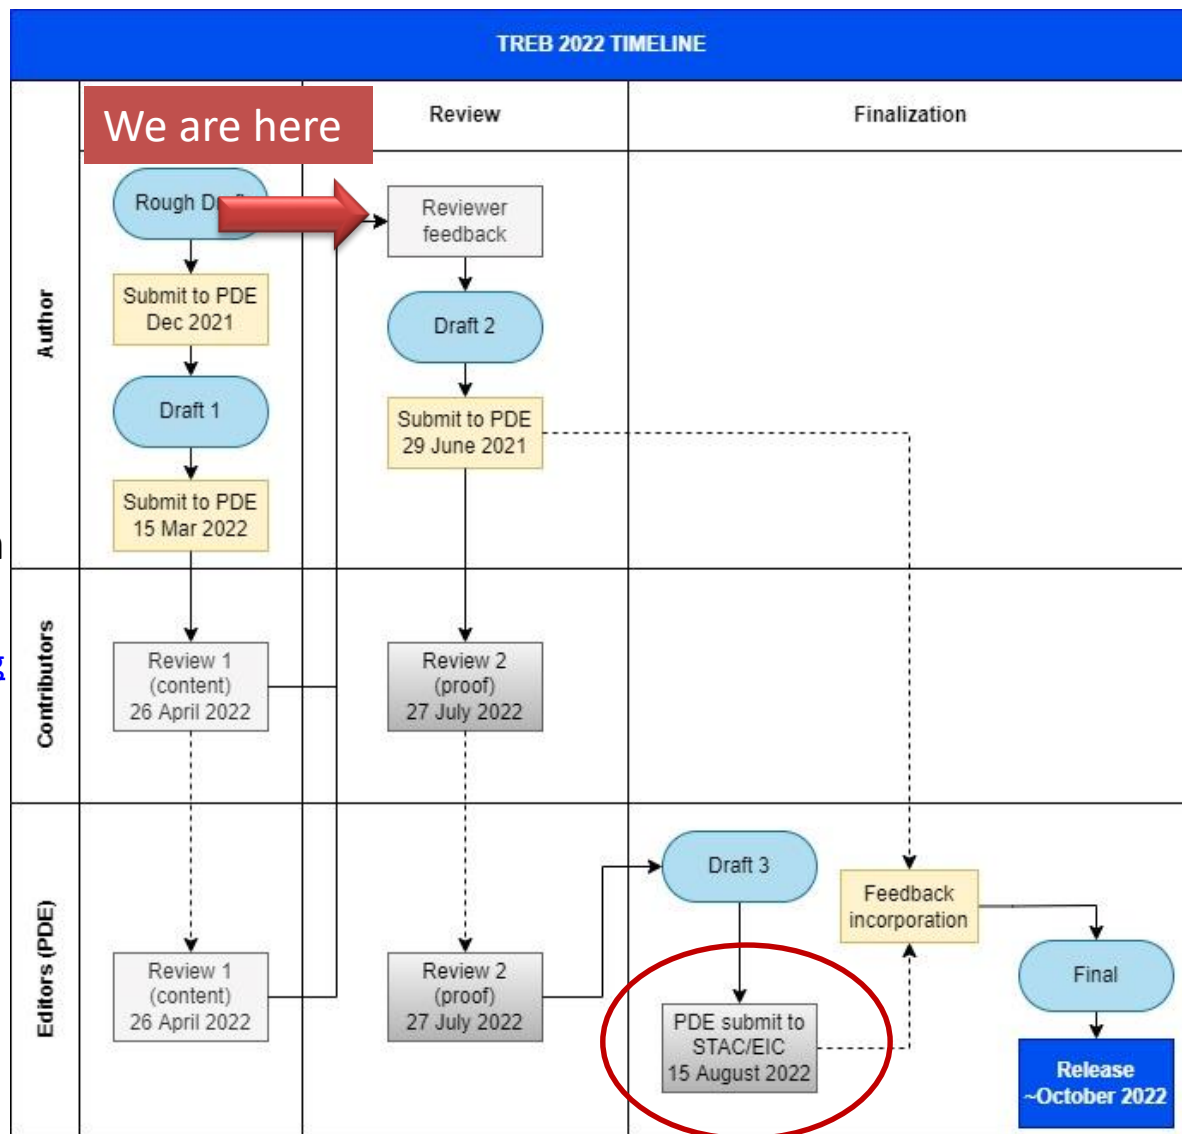 TREB 2022 TIMELINE
We are here
Review
Finalization
Author
Rough
Submit to PDE
Dec 2021
Draft 1
Submit to PDE
15 Mar 2022
Reviewer
feedback
Draft 2
Submit to PDE
29 June 2021
Contributors
Review 1
(content)
26 April 2022
Review 2
(proof)
27 July 2022
Editors (PDE)
Review 1
(content)
26 April 2022
Review 2
(proof)
27 July 2022
Draft 3
PDE submit to
STAC/EIC
15 August 2022
Feedback
incorporation
Final
Release
~October 2022